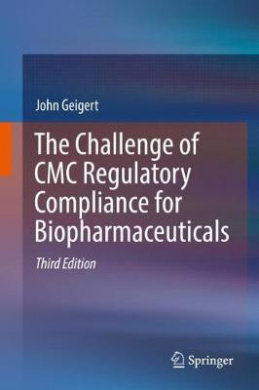 John Geigert
The Challenge of
CMC Regulatory
Compliance for
Biopharmaceuticals
Third Edition
Springer